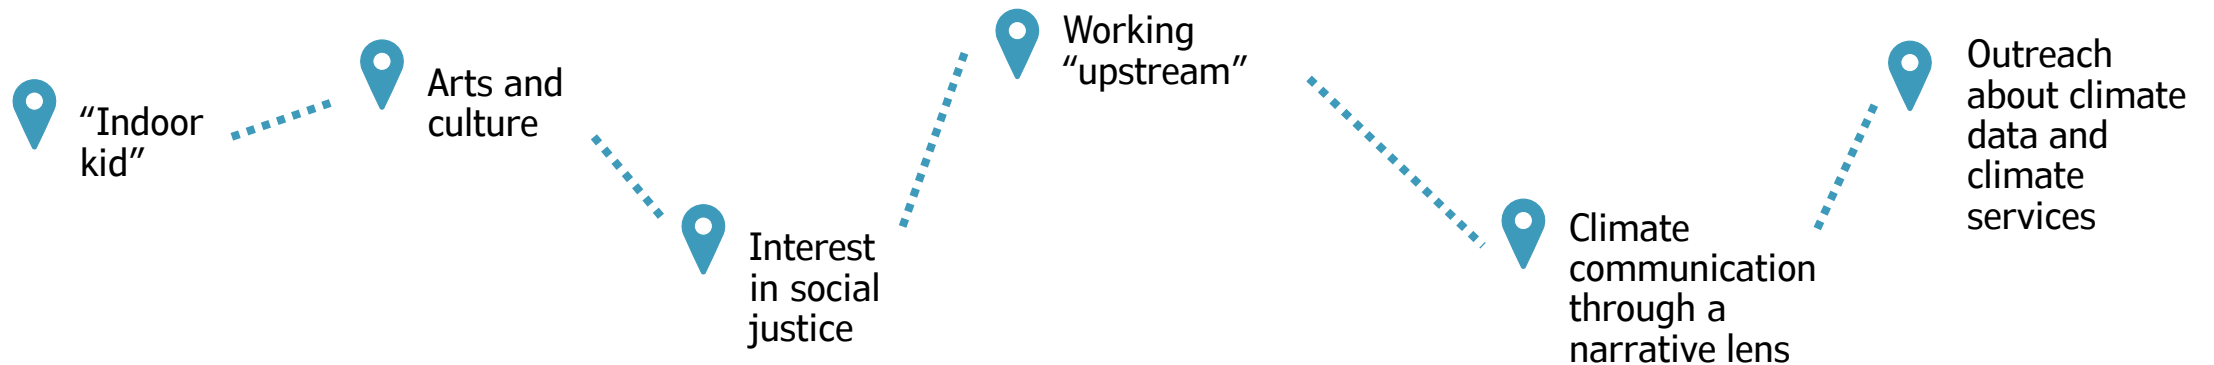 “Indoor
kid”
Arts and
culture
Interest
in social
justice
Working
“upstream”
Climate
communication
through a
narrative lens
Outreach
about climate
data and
climate
services